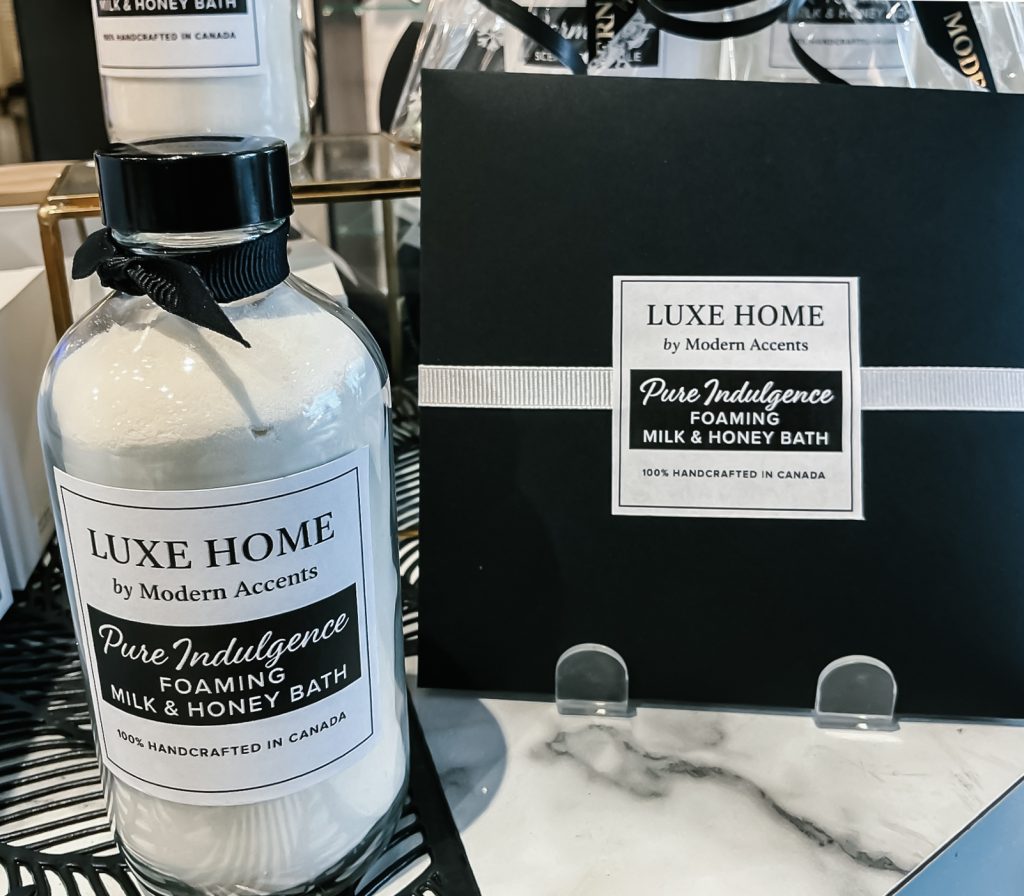 MILK & HONEY BATH
100% HANDCRAFTED IN CANADA
MODE
LUXE HOME
by Modern Accents
Pure Indulgence
FOAMING
MILK & HONEY BATH
100% HANDCRAFTED IN CANADA
LUXE HOME
by Modern Accents
Pure Indulgence
FOAMING
MILK & HONEY BATH
100% HANDCRAFTED IN CANADA